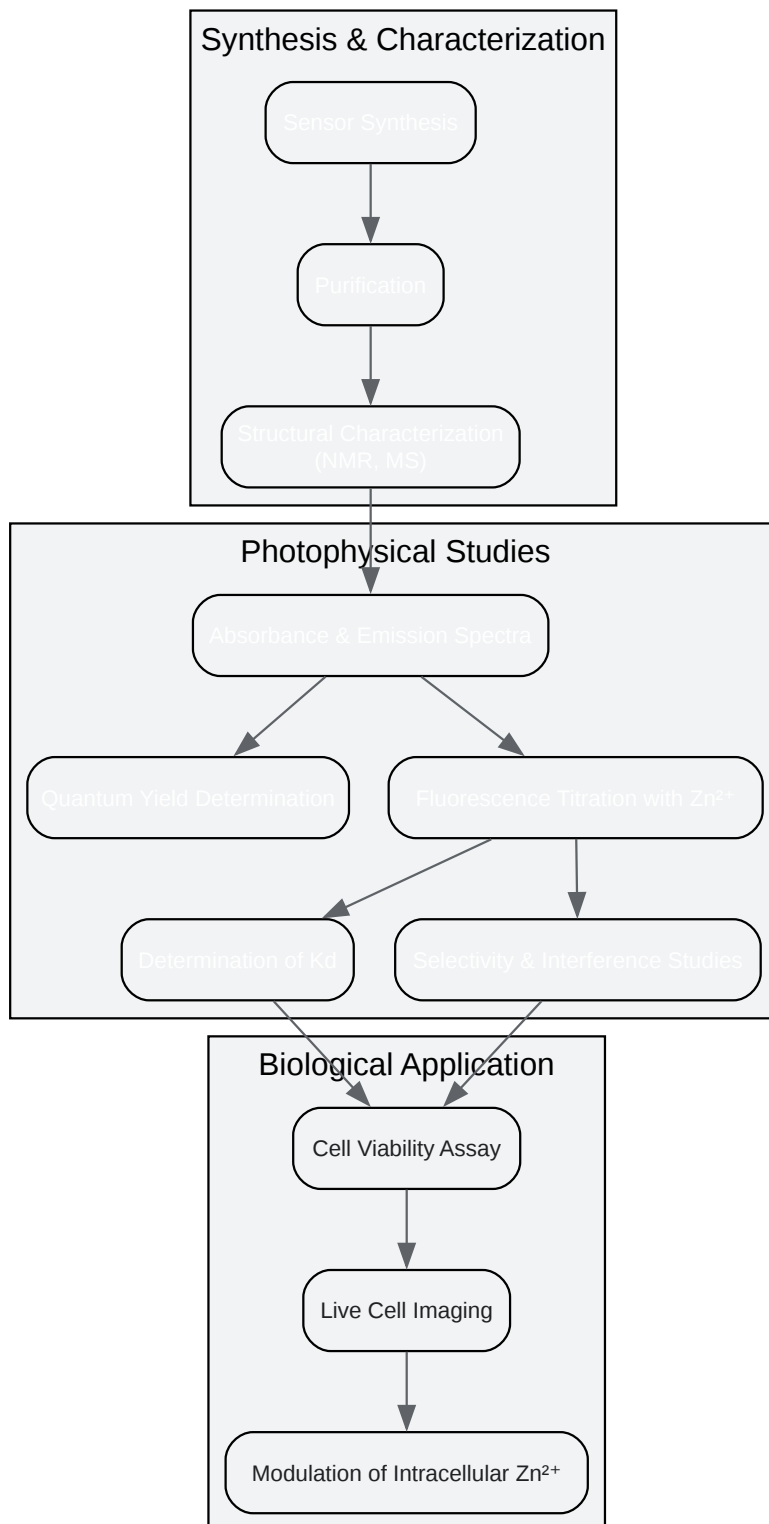 Synthesis & Characterization
Sensor Synthesis
Purification
Structural Characterization
(NMR, MS)
Photophysical Studies
Absorbance & Emission Spectra
Quantum Yield Determination
Fluorescence Titration with Zn²⁺
Determination of Kd
Selectivity & Interference Studies
Biological Application
Cell Viability Assay
Live Cell Imaging
Modulation of Intracellular Zn²⁺